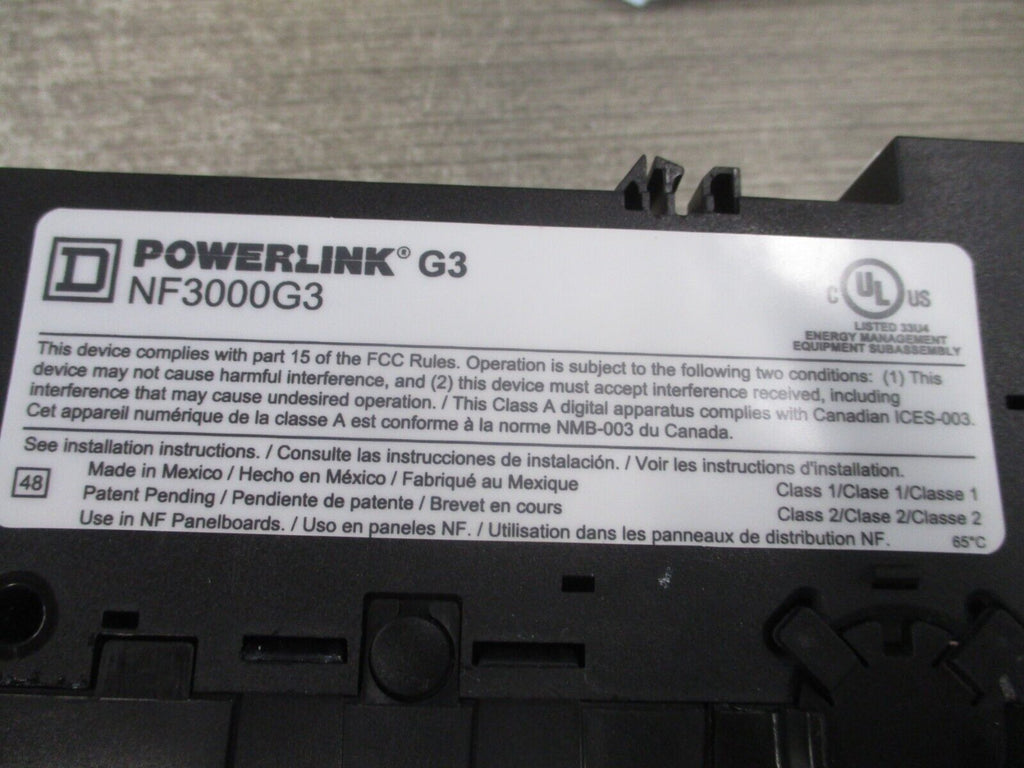 D
POWERLINK® G3
NF3000G3
C UL US
LISTED 33U4
ENERGY MANAGEMENT
EQUIPMENT SUBASSEMBLY
This device complies with part 15 of the FCC Rules. Operation is subject to the following two conditions: (1) This
device may not cause harmful interference, and (2) this device must accept interference received, including
interference that may cause undesired operation. / This Class A digital apparatus complies with Canadian ICES-003.
Cet appareil numérique de la classe A est conforme à la norme NMB-003 du Canada.
See installation instructions. / Consulte las instrucciones de instalación. / Voir les instructions d'installation.
48
Made in Mexico / Hecho en México / Fabriqué au Mexique
Patent Pending / Pendiente de patente / Brevet en cours
Use in NF Panelboards. / Uso en paneles NF. / Utilisation dans les panneaux de distribution NF.
Class 1/Clase 1/Classe 1
Class 2/Clase 2/Classe 2
65°C